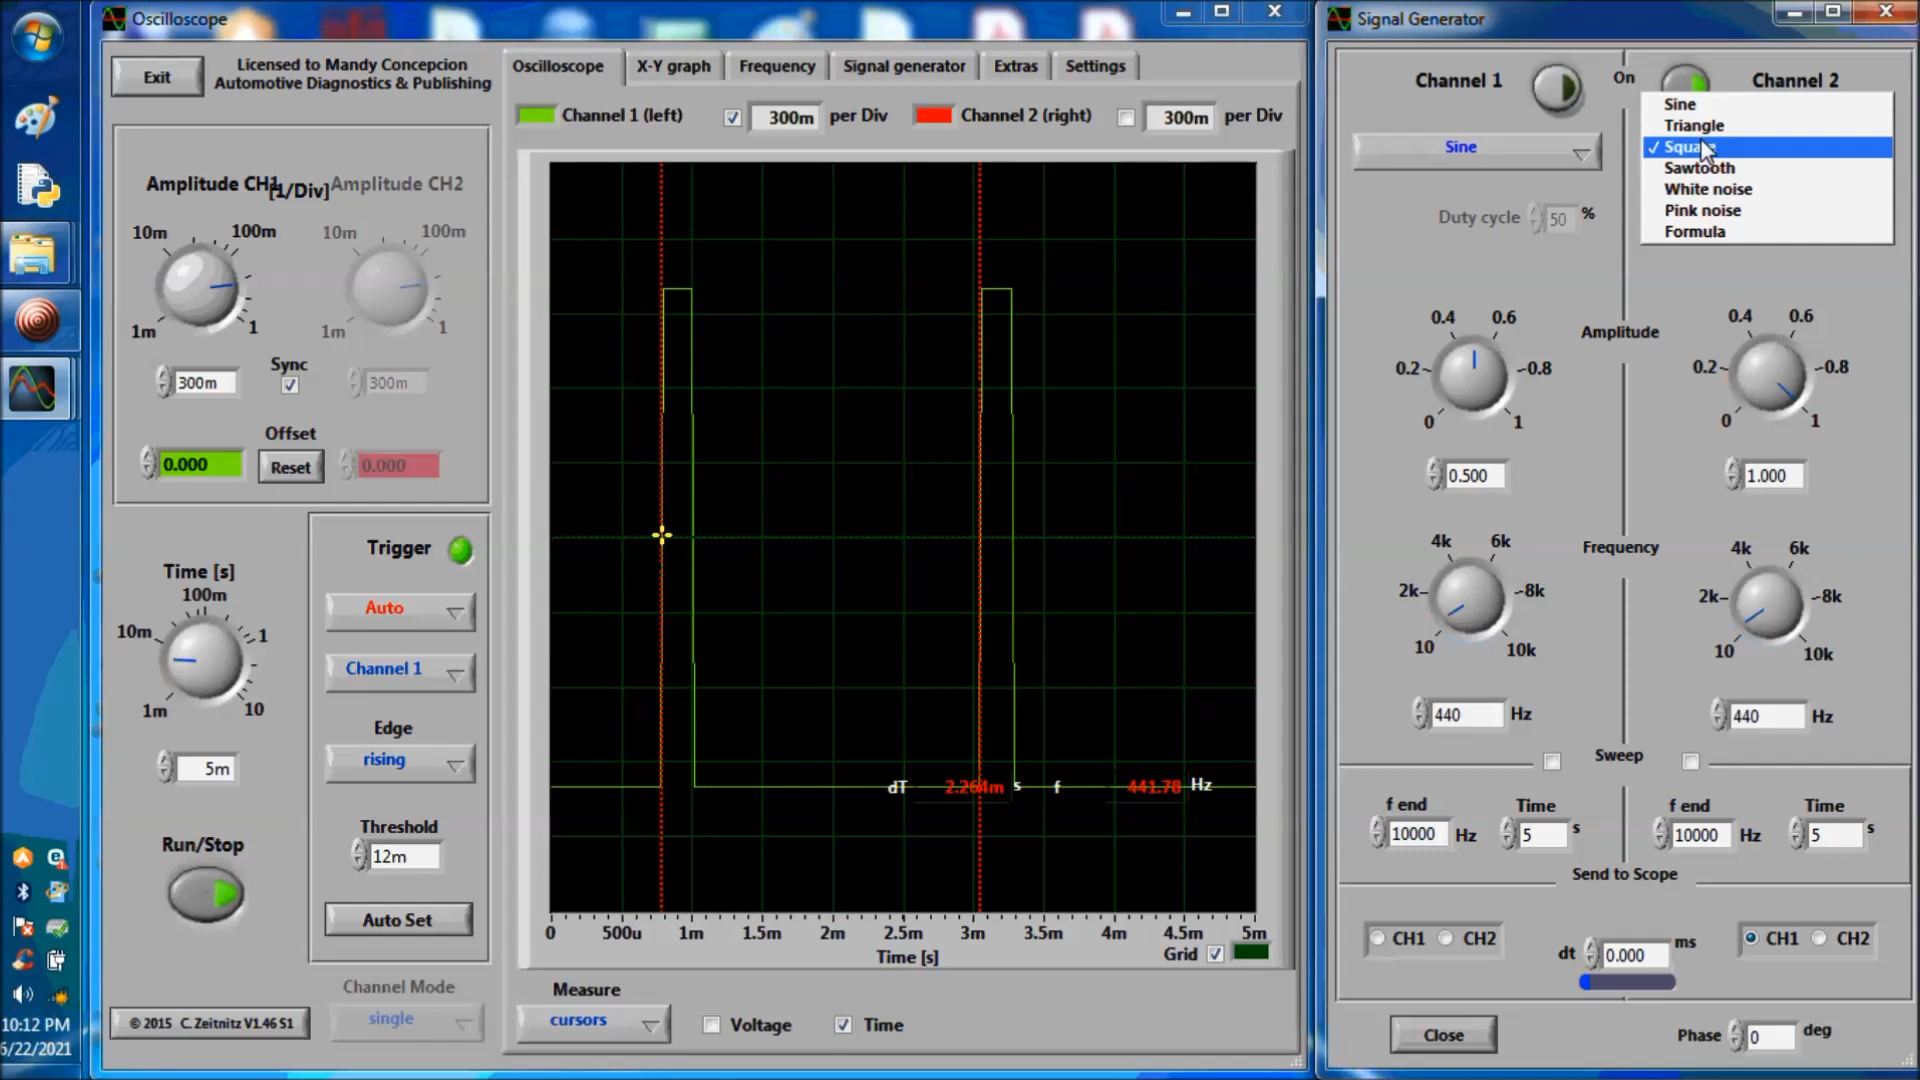 Oscilloscope
Exit
Licensed to Mandy Concepcion
Automotive Diagnostics & Publishing
Amplitude CH1
[1/Div]
Amplitude CH2
10m
100m
10m
100m
1m
1
1m
1
Sync
300m
300m
Offset
0.000
Reset
0.000
Time [s]
100m
10m
1
1m
10
5m
Run/Stop
Trigger
Auto
Channel 1
Edge
rising
Threshold
12m
Auto Set
Channel Mode
single
© 2015 C.Zeitnitz V1.46 S1
Oscilloscope
X-Y graph
Frequency
Signal generator
Extras
Settings
Channel 1 (left)
300m
per Div
Channel 2 (right)
300m
per Div
dT 2.264m s f 441.78 Hz
0 500u 1m 1.5m 2m 2.5m 3m 3.5m 4m 4.5m 5m
Time [s]
Grid
Measure
cursors
Voltage
Time
Signal Generator
Channel 1
On
Channel 2
Sine
Duty cycle
50
%
Sine
Triangle
Square
Sawtooth
White noise
Pink noise
Formula
0.4 0.6
0.2 0.8
0 1
Amplitude
0.4 0.6
0.2 0.8
0 1
0.500
1.000
4k 6k
2k 8k
10 10k
Frequency
4k 6k
2k 8k
10 10k
440 Hz
440 Hz
Sweep
f end
Time
f end
Time
10000 Hz
5 s
10000 Hz
5 s
Send to Scope
CH1 CH2
dt 0.000 ms
CH1 CH2
Close
Phase 0 deg
10:12 PM
6/22/2021